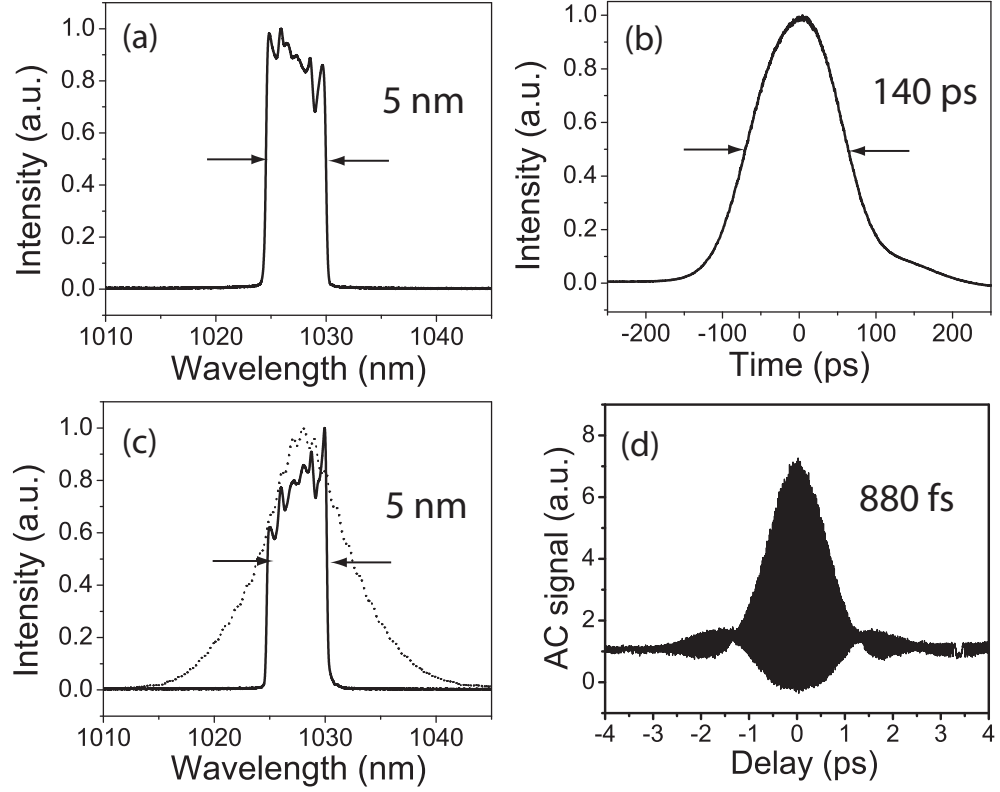 (a)
5 nm
1.0
0.8
0.6
0.4
0.2
0.0
Intensity (a.u.)
1010 1020 1030 1040
Wavelength (nm)
(b)
140 ps
1.0
0.8
0.6
0.4
0.2
0.0
Intensity (a.u.)
-200 -100 0 100 200
Time (ps)
(c)
5 nm
1.0
0.8
0.6
0.4
0.2
0.0
Intensity (a.u.)
1010 1020 1030 1040
Wavelength (nm)
(d)
880 fs
8
6
4
2
0
AC signal (a.u.)
-4 -3 -2 -1 0 1 2 3 4
Delay (ps)